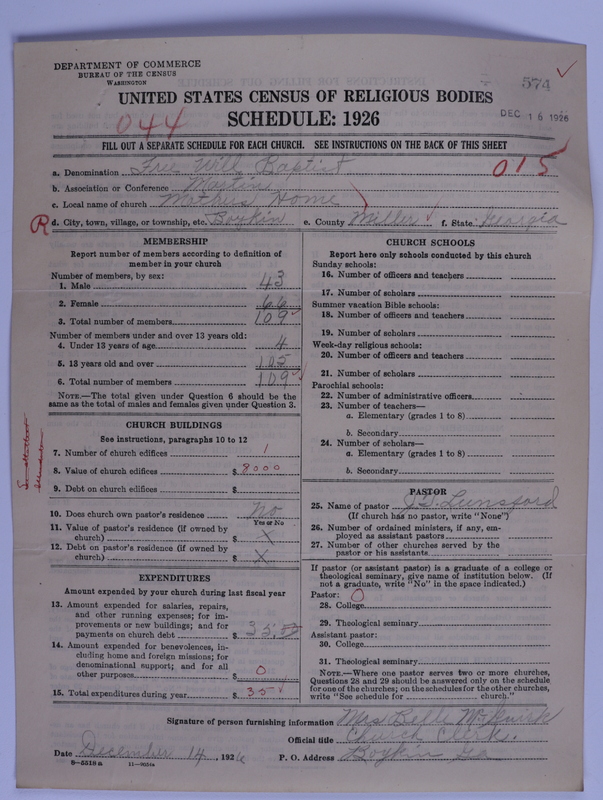 DEPARTMENT OF COMMERCE
BUREAU OF THE CENSUS
WASHINGTON
574
UNITED STATES CENSUS OF RELIGIOUS BODIES
DEC 16 1926
044
SCHEDULE: 1926
FILL OUT A SEPARATE SCHEDULE FOR EACH CHURCH. SEE INSTRUCTIONS ON THE BACK OF THIS SHEET
015
a. Denomination Free Will Baptist
b. Association or Conference Martin
c. Local name of church Home
R
d. City, town, village, or township, etc. Boykin e. County Miller f. State Georgia
MEMBERSHIP
Report number of members according to definition of
member in your church
Number of members, by sex:
1. Male 43
2. Female 66
3. Total number of members 109
Number of members under and over 13 years old:
4. Under 13 years of age 4
5. 13 years old and over 105
6. Total number of members 109
NOTE.—The total given under Question 6 should be the
same as the total of males and females given under Question 3.
CHURCH BUILDINGS
See instructions, paragraphs 10 to 12
7. Number of church edifices 1
8. Value of church edifices $ 8000
9. Debt on church edifices $
10. Does church own pastor's residence? No
Yes or No
11. Value of pastor's residence (if owned by
church) $ X
12. Debt on pastor's residence (if owned by
church) $ X
EXPENDITURES
Amount expended by your church during last fiscal year
13. Amount expended for salaries, repairs,
and other running expenses; for im-
provements or new buildings; and for
payments on church debt $ 35.
14. Amount expended for benevolences, in-
cluding home and foreign missions; for
denominational support; and for all
other purposes $ 0
15. Total expenditures during year $ 35
CHURCH SCHOOLS
Report here only schools conducted by this church
Sunday schools:
16. Number of officers and teachers
17. Number of scholars
Summer vacation Bible schools:
18. Number of officers and teachers
19. Number of scholars
Week-day religious schools:
20. Number of officers and teachers
21. Number of scholars
Parochial schools:
22. Number of administrative officers
23. Number of teachers—
a. Elementary (grades 1 to 8)
b. Secondary
24. Number of scholars—
a. Elementary (grades 1 to 8)
b. Secondary
PASTOR
25. Name of pastor Lunsford
(If church has no pastor, write "None")
26. Number of ordained ministers, if any, em-
ployed as assistant pastors
27. Number of other churches served by the
pastor or his assistants
If pastor (or assistant pastor) is a graduate of a college or
theological seminary, give name of institution below. (If
not a graduate, write "No" in the space indicated.)
Pastor: 0
28. College
29. Theological seminary
Assistant pastor:
30. College
31. Theological seminary
NOTE.—Where one pastor serves two or more churches,
Questions 28 and 29 should be answered only on the schedule
for one of the churches; on the schedules for the other churches,
write "See schedule for church."
Signature of person furnishing information Mrs Belle
Official title Church Clerk.
Date December 14, 1926 P. O. Address Boykin Ga
8-5518a 11-9054a